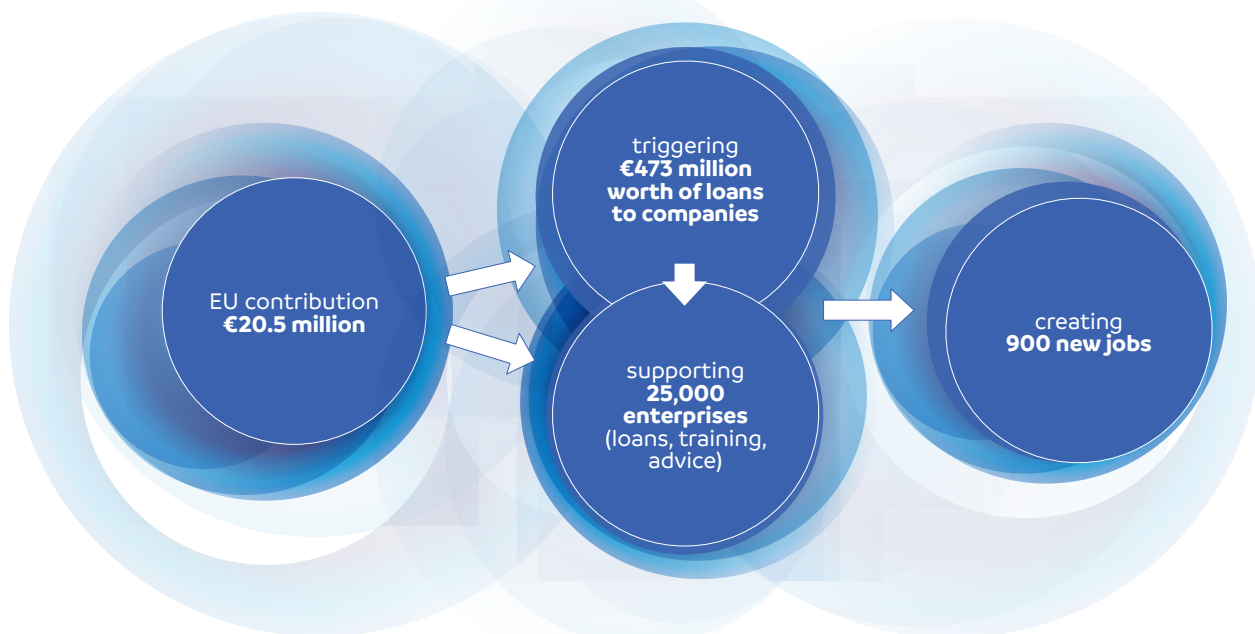 EU contribution
€20.5 million
triggering
€473 million
worth of loans
to companies
supporting
25,000
enterprises
(loans, training,
advice)
creating
900 new jobs